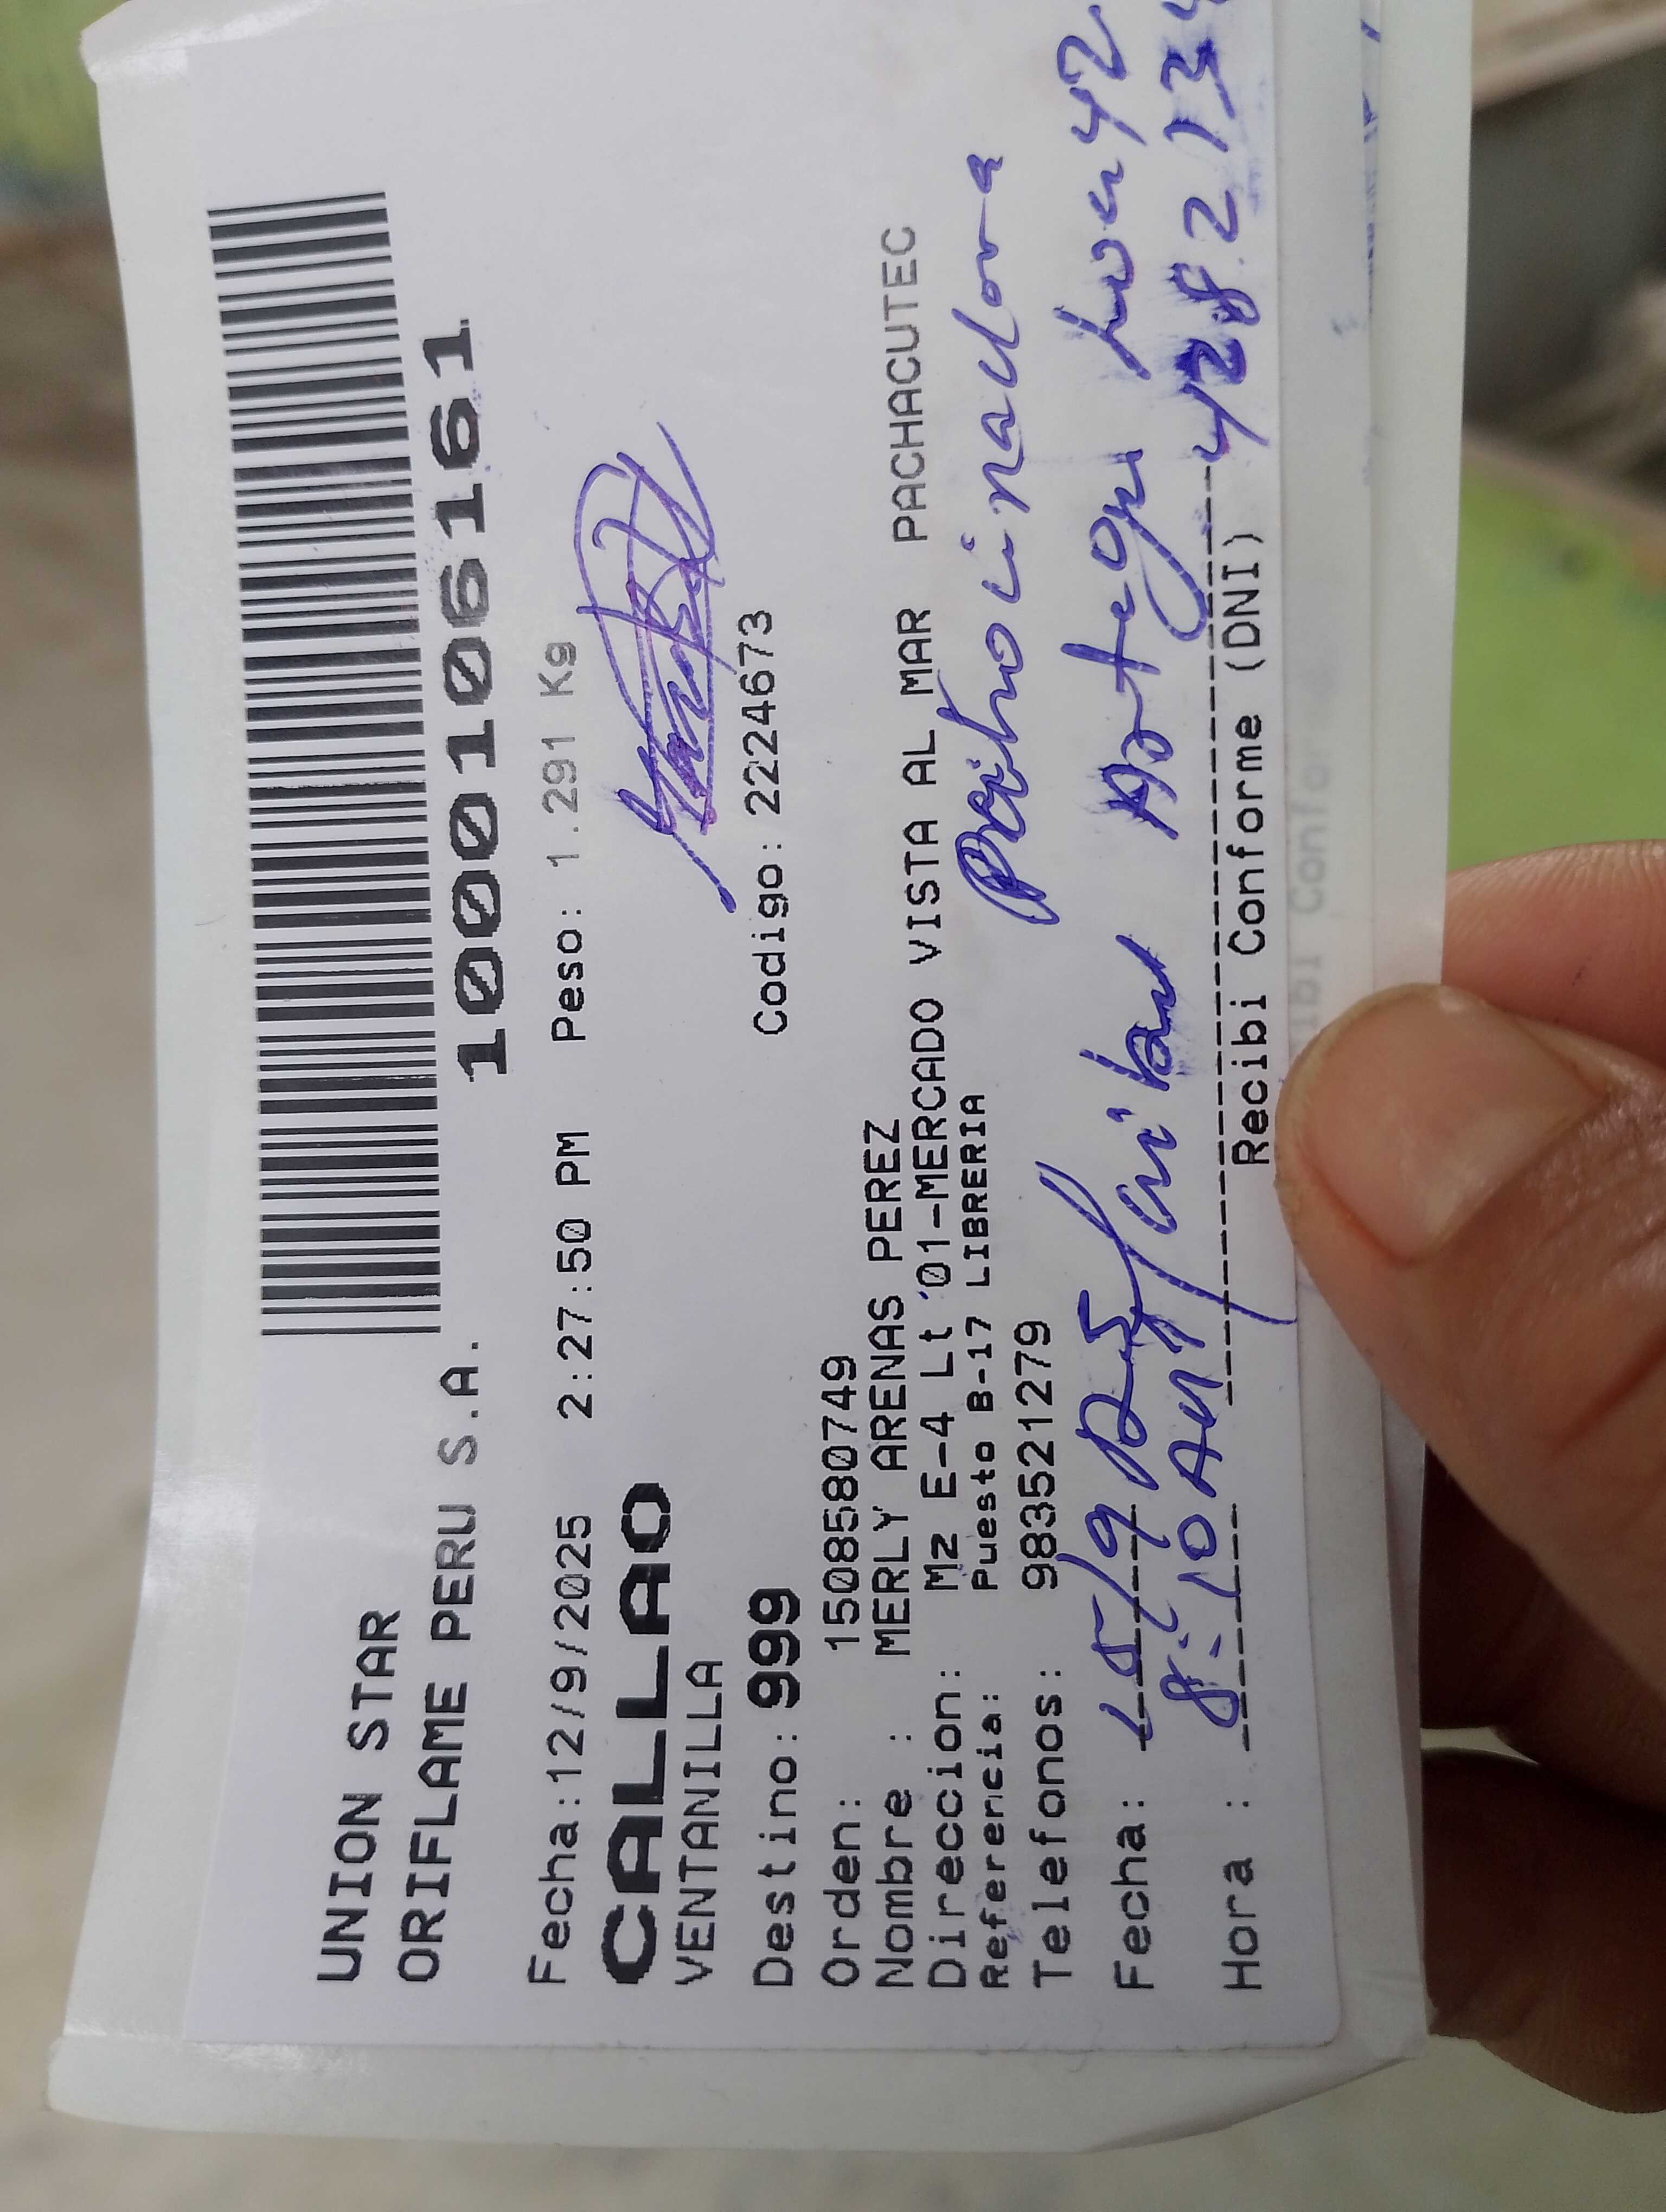 UNION STAR
ORIFLAME PERU S.A.
10001061 61
Fecha:12/9/2025 2:27:50 PM Peso: 1.291 Kg
CALLAO
VENTANILLA
Destino: 999 Codigo: 2224673
Orden: 1508580749
Nombre : MERLY ARENAS PEREZ
Direccion: Mz E-4 Lt '01-MERCADO VISTA AL MAR PACHACUTEC
Referencia: Puesto B-17 LIBRERIA
Telefonos: 983521279
Fecha: 15/9/25
Hora : 8:10 AM
Recibi Conforme (DNI)